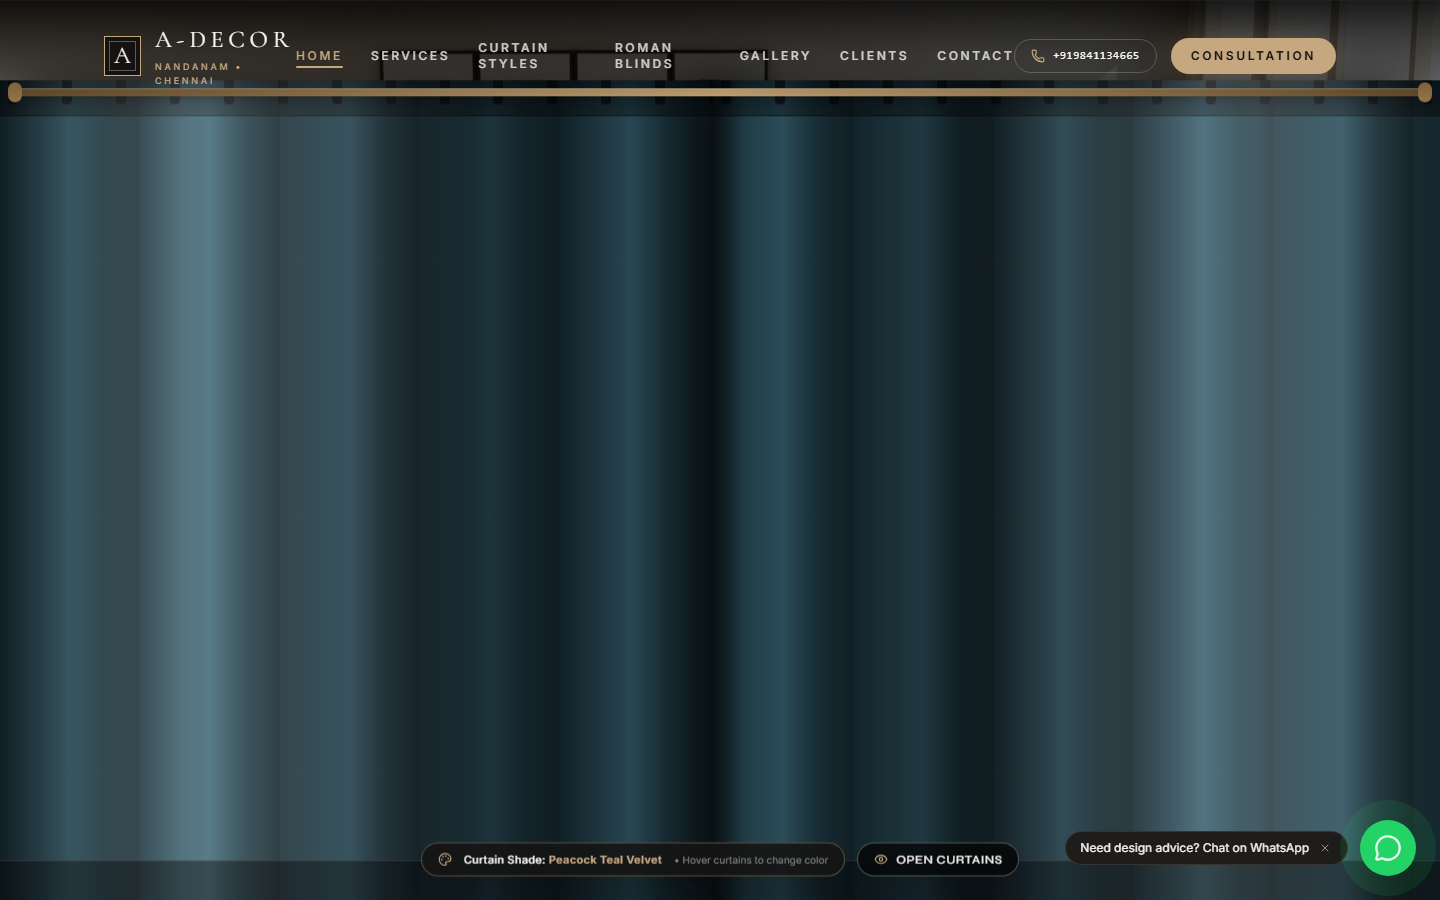 A
A-DECOR
NANDANAM •
CHENNAI
HOME
SERVICES
CURTAIN
STYLES
ROMAN
BLINDS
GALLERY
CLIENTS
CONTACT
+919841134665
CONSULTATION
Curtain Shade: Peacock Teal Velvet • Hover curtains to change color
OPEN CURTAINS
Need design advice? Chat on WhatsApp